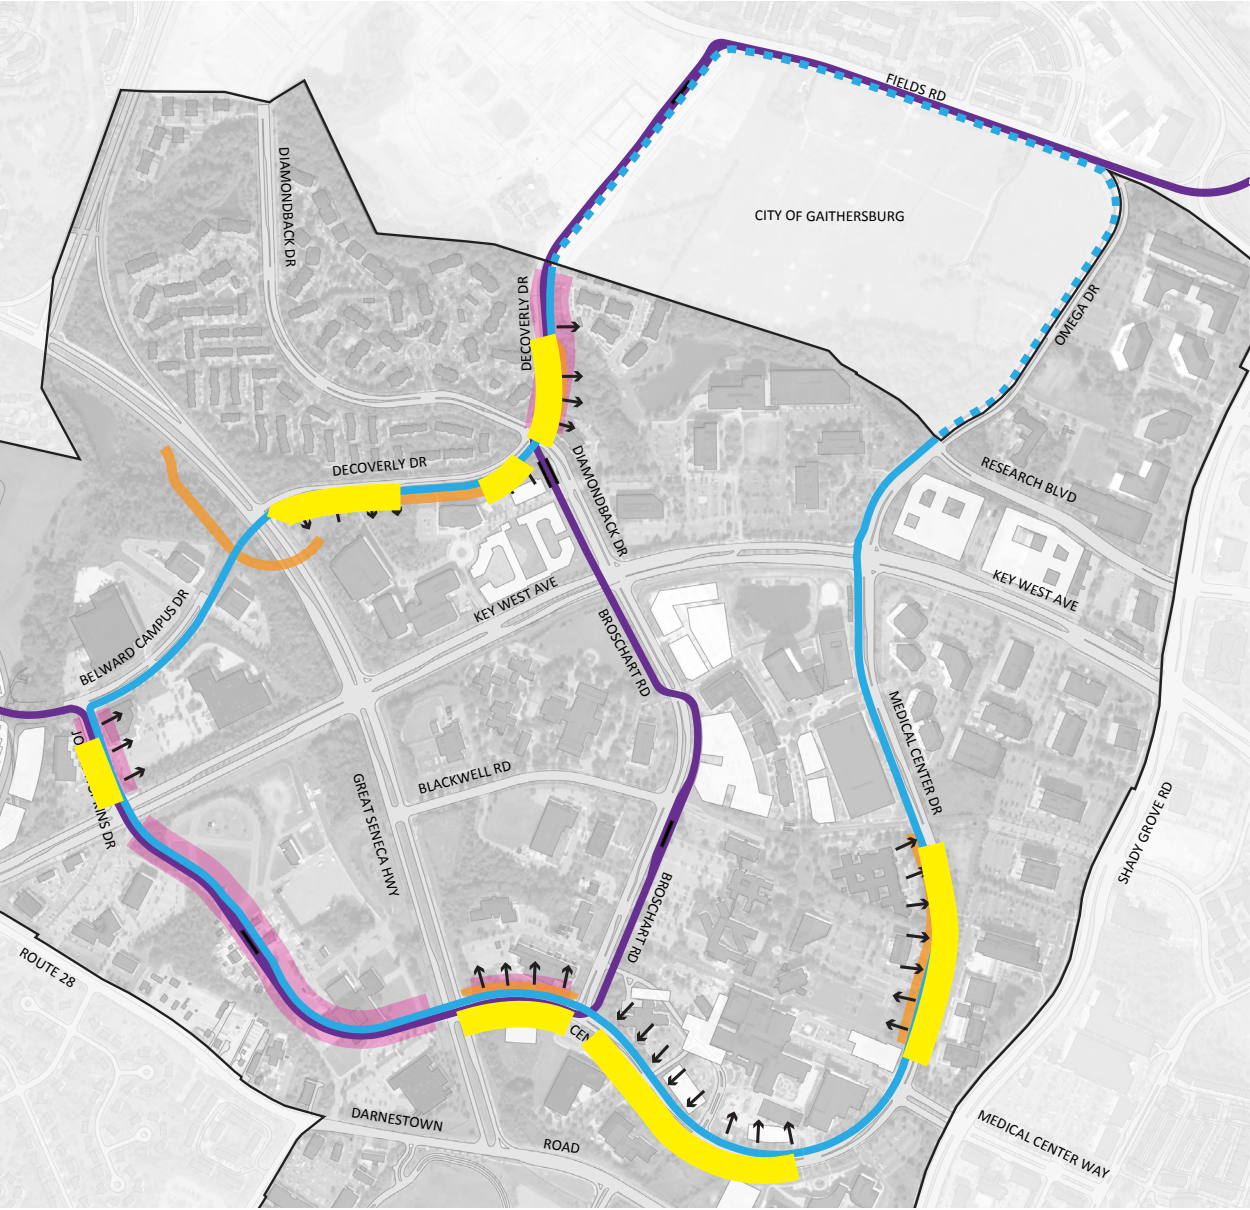 FIELDS RD
DIAMONDBACK DR
CITY OF GAITHERSBURG
DECOVERLY DR
OMEGA DR
DECOVERLY DR
DIAMONDBACK DR
RESEARCH BLVD
KEY WEST AVE
KEY WEST AVE
BELWARD CAMPUS DR
BROSCHART RD
MEDICAL CENTER DR
BLACKWELL RD
GREAT SENECA HWY
SHADY GROVE RD
BROSCHART RD
ROUTE 28
DARNESTOWN
ROAD
MEDICAL CENTER WAY